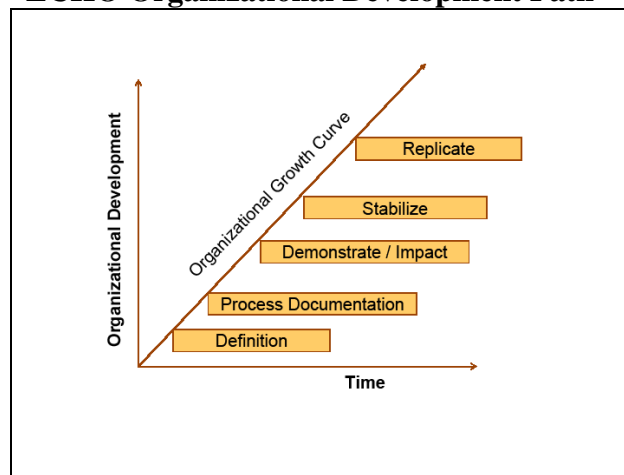 Organizational Development Path
Organizational Development
Organizational Growth Curve
Replicate
Stabilize
Demonstrate / Impact
Process Documentation
Definition
Time